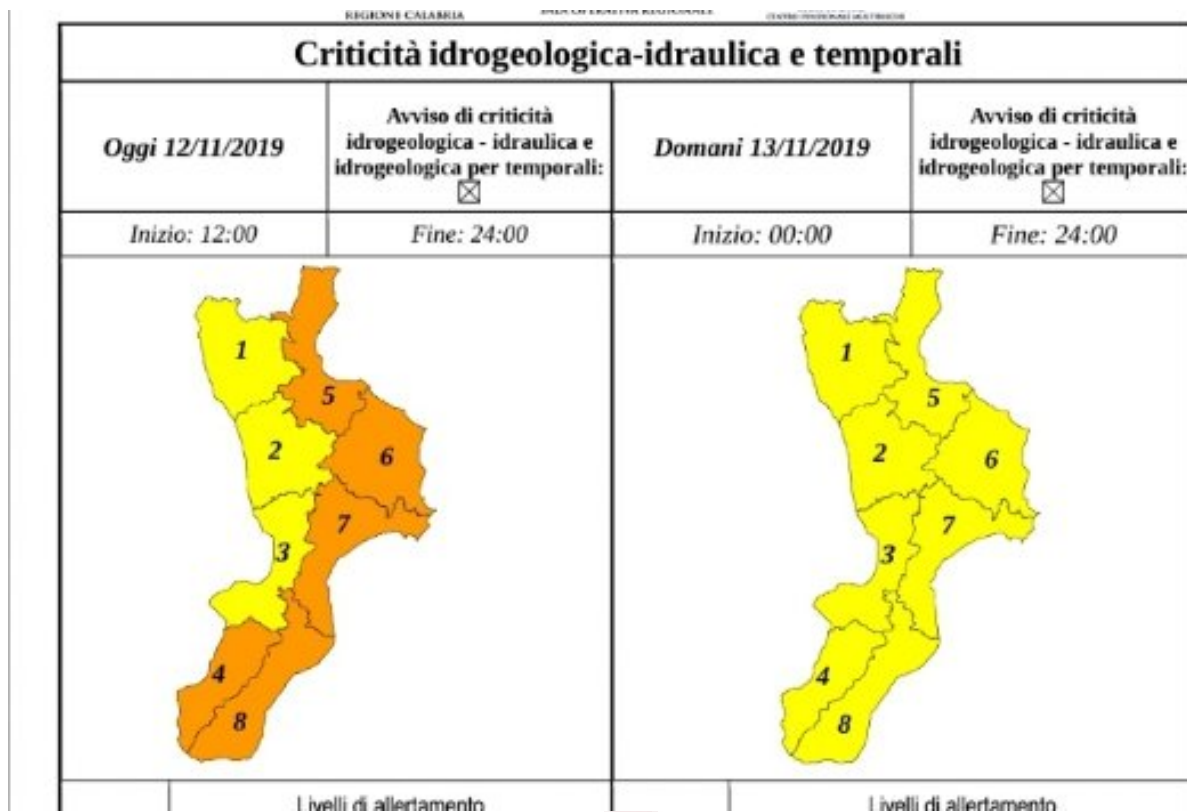 REGIONE CALABRIA
Criticità idrogeologica-idraulica e temporali
Oggi 12/11/2019
Avviso di criticità
idrogeologica - idraulica e
idrogeologica per temporali:
Domani 13/11/2019
Avviso di criticità
idrogeologica - idraulica e
idrogeologica per temporali:
Inizio: 12:00
Fine: 24:00
Inizio: 00:00
Fine: 24:00
1
5
2
6
7
3
4
8
1
5
2
6
7
3
4
8
Livelli di allertamento
Livelli di allertamento